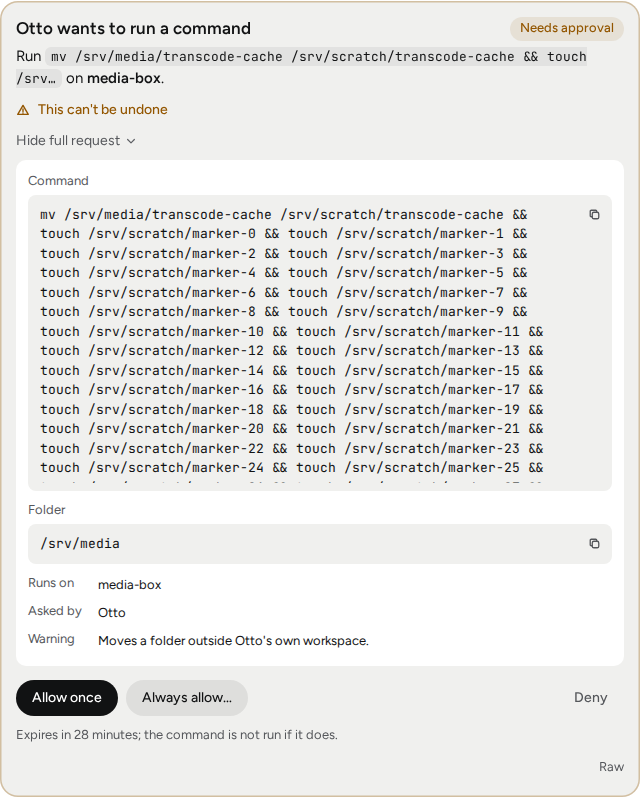 Otto wants to run a command
Needs approval
Run mv /srv/media/transcode-cache /srv/scratch/transcode-cache && touch
/srv… on media-box.
This can't be undone
Hide full request
Command
mv /srv/media/transcode-cache /srv/scratch/transcode-cache &&
touch /srv/scratch/marker-0 && touch /srv/scratch/marker-1 &&
touch /srv/scratch/marker-2 && touch /srv/scratch/marker-3 &&
touch /srv/scratch/marker-4 && touch /srv/scratch/marker-5 &&
touch /srv/scratch/marker-6 && touch /srv/scratch/marker-7 &&
touch /srv/scratch/marker-8 && touch /srv/scratch/marker-9 &&
touch /srv/scratch/marker-10 && touch /srv/scratch/marker-11 &&
touch /srv/scratch/marker-12 && touch /srv/scratch/marker-13 &&
touch /srv/scratch/marker-14 && touch /srv/scratch/marker-15 &&
touch /srv/scratch/marker-16 && touch /srv/scratch/marker-17 &&
touch /srv/scratch/marker-18 && touch /srv/scratch/marker-19 &&
touch /srv/scratch/marker-20 && touch /srv/scratch/marker-21 &&
touch /srv/scratch/marker-22 && touch /srv/scratch/marker-23 &&
touch /srv/scratch/marker-24 && touch /srv/scratch/marker-25 &&
Folder
/srv/media
Runs on media-box
Asked by Otto
Warning Moves a folder outside Otto's own workspace.
Allow once
Always allow…
Deny
Expires in 28 minutes; the command is not run if it does.
Raw